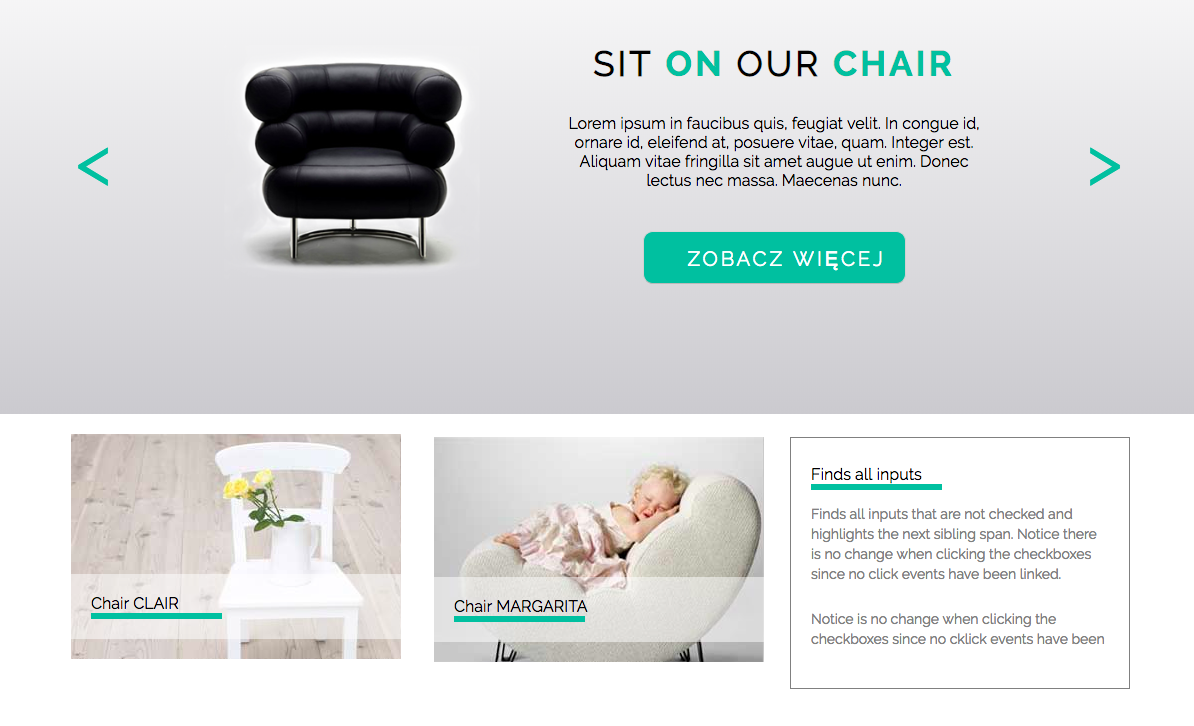 SIT ON OUR CHAIR
Lorem ipsum in faucibus quis, feugiat velit. In congue id,
ornare id, eleifend at, posuere vitae, quam. Integer est.
Aliquam vitae fringilla sit amet augue ut enim. Donec
lectus nec massa. Maecenas nunc.
< >
ZOBACZ WIĘCEJ
Chair CLAIR
Chair MARGARITA
Finds all inputs
Finds all inputs that are not checked and
highlights the next sibling span. Notice there
is no change when clicking the checkboxes
since no click events have been linked.
Notice is no change when clicking the
checkboxes since no cklick events have been